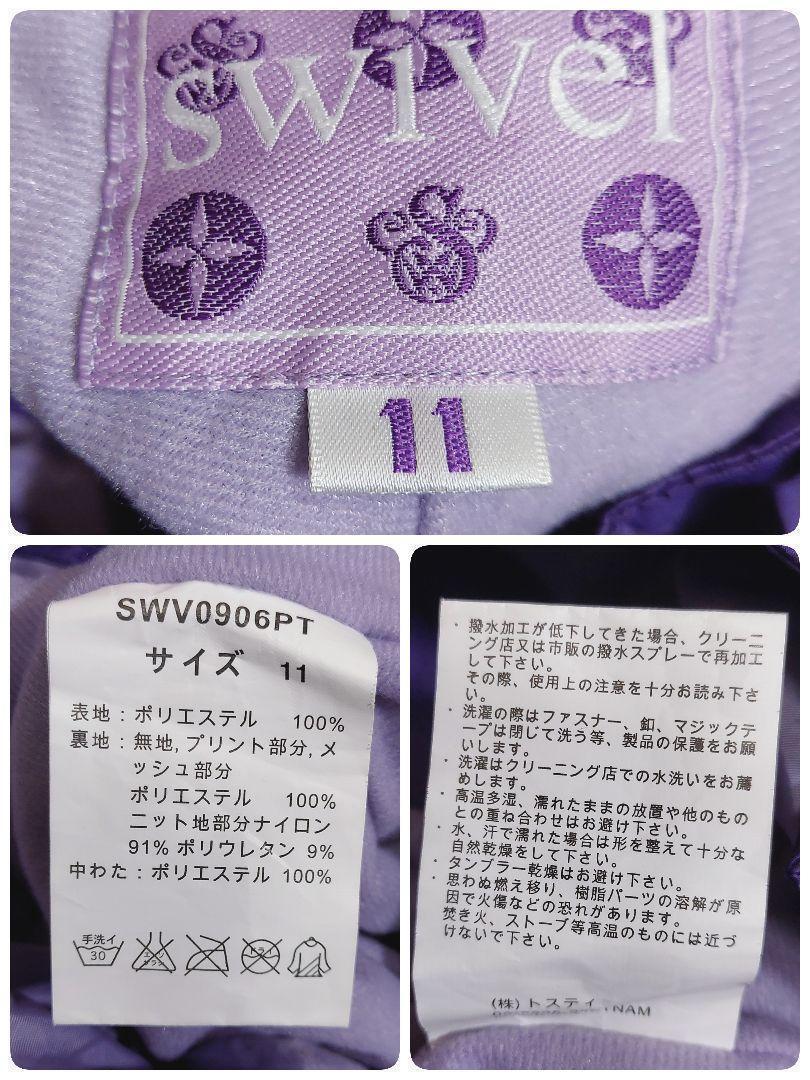 swivel
11
SWV0906PT
サイズ 11
表地：ポリエステル 100%
裏地：無地,プリント部分,メ
ッシュ部分
ポリエステル 100%
ニット地部分ナイロン
91% ポリウレタン 9%
中わた：ポリエステル 100%
手洗イ
30
・撥水加工が低下してきた場合、クリーニ
ング店又は市販の撥水スプレーで再加工
して下さい。
その際、使用上の注意を十分お読み下さ
い。
・洗濯の際はファスナー、釦、マジックテ
ープは閉じて洗う等、製品の保護をお願
いします。
・洗濯はクリーニング店での水洗いをお薦
めします。
・高温多湿、濡れたままの放置や他のもの
との重ね合わせはお避け下さい。
・水、汗で濡れた場合は形を整えて十分な
自然乾燥をして下さい。
・タンブラー乾燥はお避け下さい。
・思わぬ燃え移り、樹脂パーツの溶解が原
因で火傷などの恐れがあります。
焚き火、ストーブ等高温のものには近づ
けないで下さい。
(株)トスティ NAM